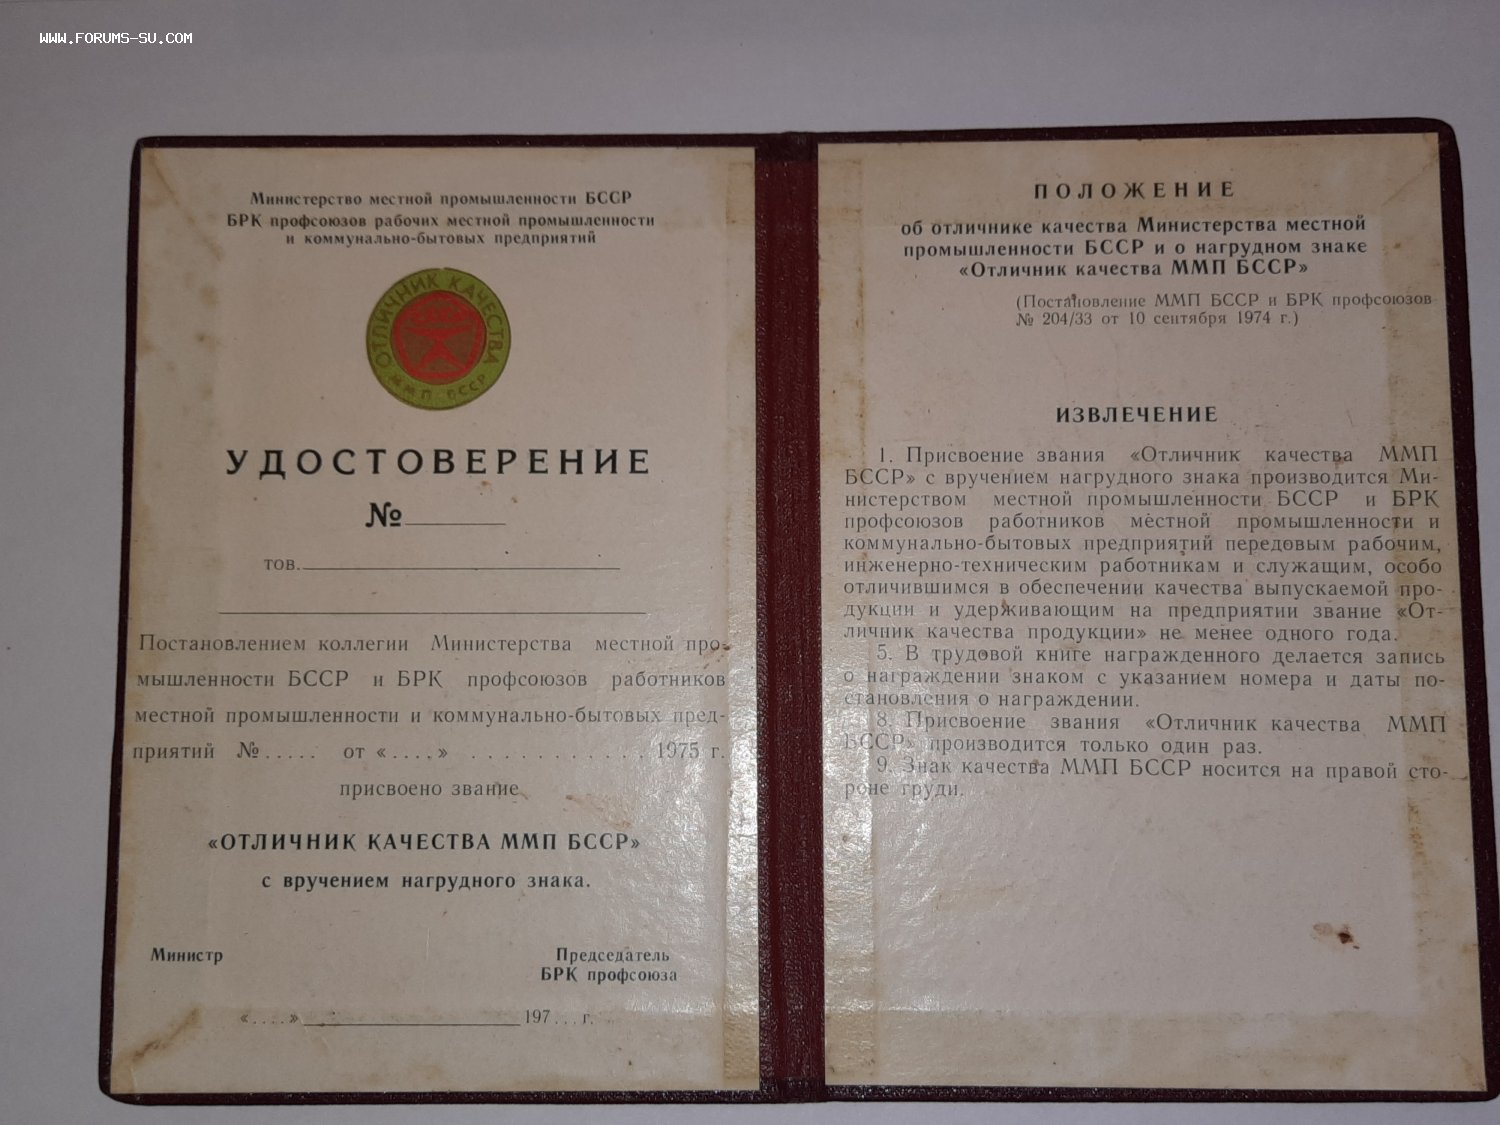 WWW.FORUMS-SU.COM
Министерство местной промышленности БССР
БРК профсоюзов рабочих местной промышленности
и коммунально-бытовых предприятий
ОТЛИЧНИК КАЧЕСТВА
ММП БССР
УДОСТОВЕРЕНИЕ
№
тов.
Постановлением коллегии Министерства местной про-
мышленности БССР и БРК профсоюзов работников
местной промышленности и коммунально-бытовых пред-
приятий №..... от «....» ............1975 г.
присвоено звание
«ОТЛИЧНИК КАЧЕСТВА ММП БССР»
с вручением нагрудного знака.
Министр
Председатель
БРК профсоюза
«....» 197...г.
ПОЛОЖЕНИЕ
об отличнике качества Министерства местной
промышленности БССР и о нагрудном знаке
«Отличник качества ММП БССР»
(Постановление ММП БССР и БРК профсоюзов
№ 204/33 от 10 сентября 1974 г.)
ИЗВЛЕЧЕНИЕ
1. Присвоение звания «Отличник качества ММП
БССР» с вручением нагрудного знака производится Ми-
нистерством местной промышленности БССР и БРК
профсоюзов работников местной промышленности и
коммунально-бытовых предприятий передовым рабочим,
инженерно-техническим работникам и служащим, особо
отличившимся в обеспечении качества выпускаемой про-
дукции и удерживающим на предприятии звание «От-
личник качества продукции» не менее одного года.
5. В трудовой книге награжденного делается запись
о награждении знаком с указанием номера и даты по-
становления о награждении.
8. Присвоение звания «Отличник качества ММП
БССР» производится только один раз.
9. Знак качества ММП БССР носится на правой сто-
роне груди.